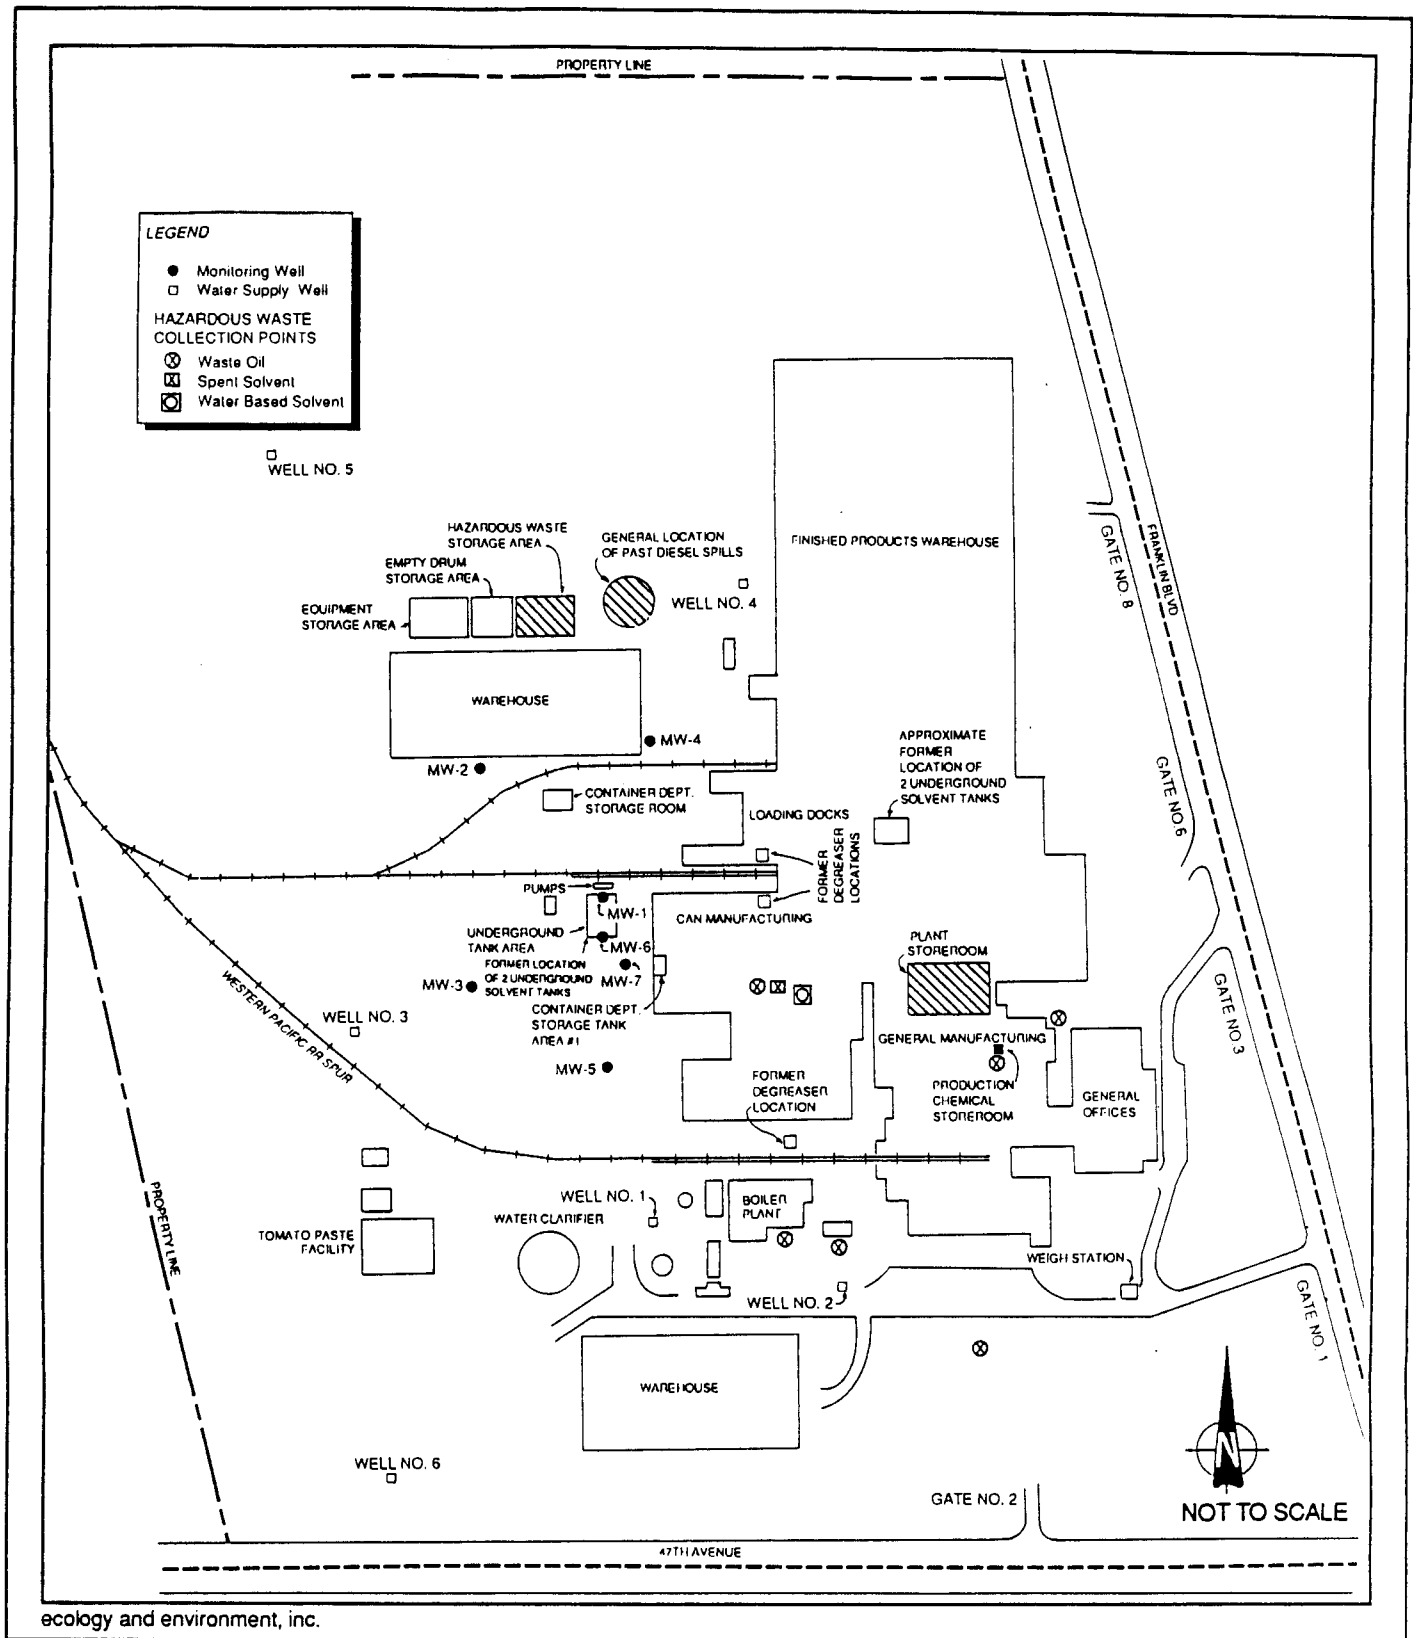 PROPERTY LINE
LEGEND
Monitoring Well
Water Supply Well
HAZARDOUS WASTE
COLLECTION POINTS
Waste Oil
Spent Solvent
Water Based Solvent
WELL NO. 5
HAZARDOUS WASTE
STORAGE AREA
GENERAL LOCATION
OF PAST DIESEL SPILLS
FINISHED PRODUCTS WAREHOUSE
EMPTY DRUM
STORAGE AREA
EQUIPMENT
STORAGE AREA
WELL NO. 4
GATE NO. 8
FRANKLIN BLVD
WAREHOUSE
MW-4
MW-2
APPROXIMATE
FORMER
LOCATION OF
2 UNDERGROUND
SOLVENT TANKS
GATE NO.6
CONTAINER DEPT.
STORAGE ROOM
LOADING DOCKS
FORMER
DEGREASER
LOCATIONS
PUMPS
MW-1
CAN MANUFACTURING
UNDERGROUND
TANK AREA
MW-6
FORMER LOCATION
OF 2 UNDERGROUND
SOLVENT TANKS
MW-7
MW-3
PLANT
STOREROOM
GATE NO.3
WESTERN PACIFIC RR SPUR
WELL NO. 3
CONTAINER DEPT.
STORAGE TANK
AREA #1
GENERAL MANUFACTURING
MW-5
FORMER
DEGREASER
LOCATION
PRODUCTION
CHEMICAL
STOREROOM
GENERAL
OFFICES
PROPERTY LINE
WELL NO. 1
WATER CLARIFIER
BOILER
PLANT
TOMATO PASTE
FACILITY
WEIGH STATION
WELL NO. 2
GATE NO. 1
WAREHOUSE
WELL NO. 6
GATE NO. 2
N
NOT TO SCALE
47TH AVENUE
ecology and environment, inc.